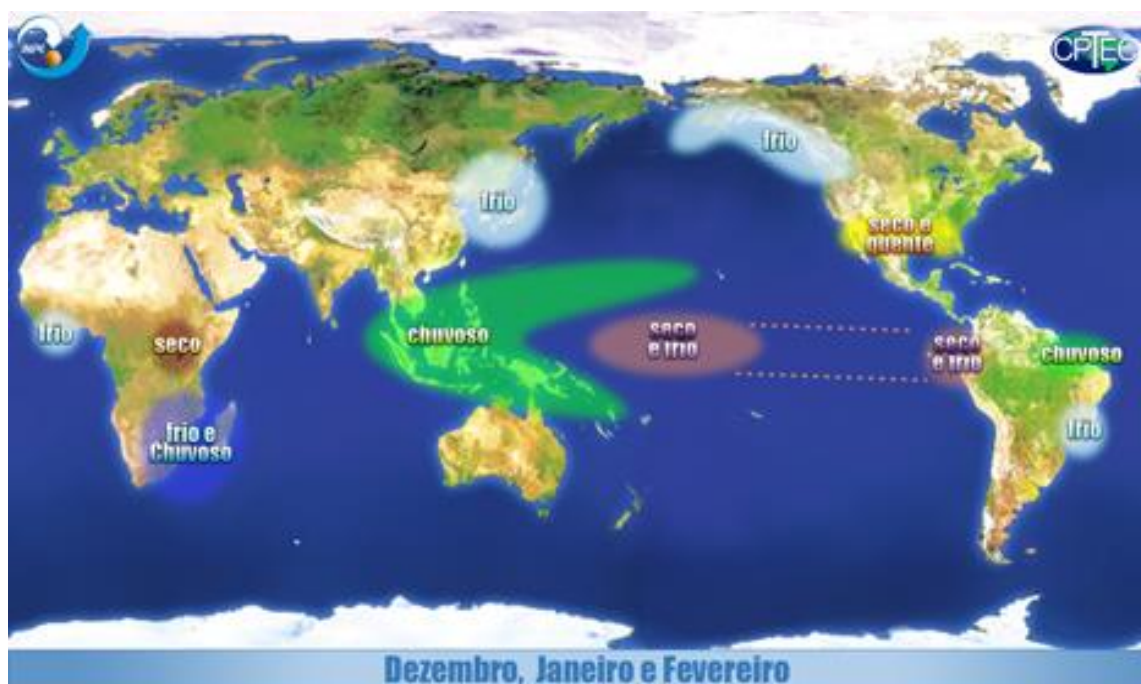 INPE
CPTEC
frio
frio
seco e
quente
frio
seco
chuvoso
seco
e frio
seco
e frio
chuvoso
frio e
Chuvoso
frio
Dezembro, Janeiro e Fevereiro